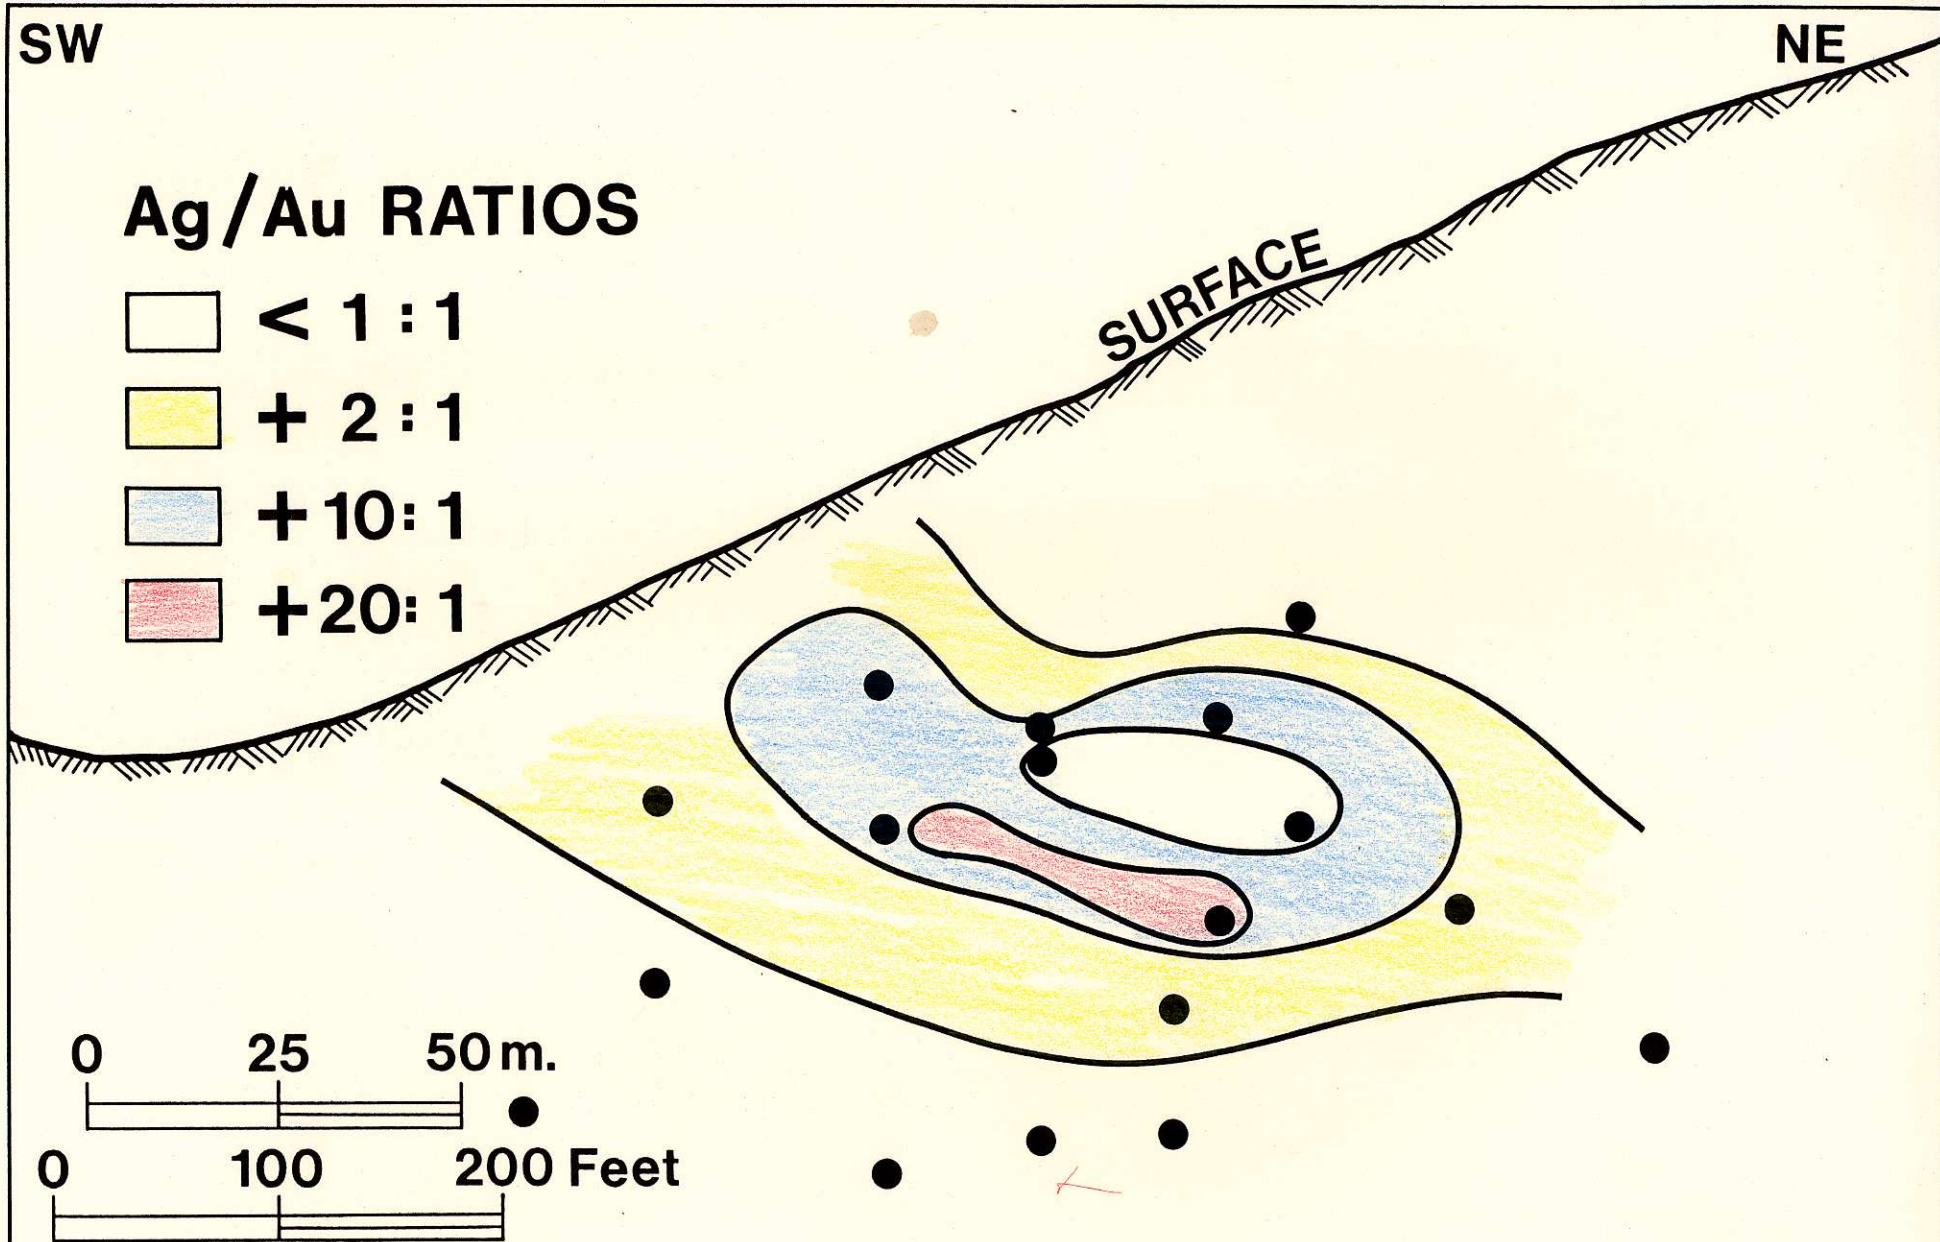 SW NE
Ag/Au RATIOS
< 1:1
+ 2:1
+10:1
+20:1
SURFACE
0 25 50 m.
0 100 200 Feet